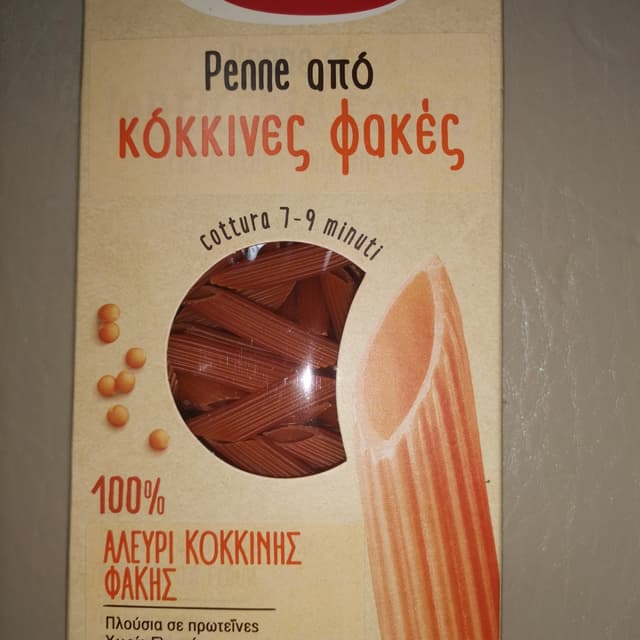 Penne από
κόκκινες φακές
cottura 7-9 minuti
100%
ΑΛΕΥΡΙ ΚΟΚΚΙΝΗΣ
ΦΑΚΗΣ
Πλούσια σε πρωτεΐνες